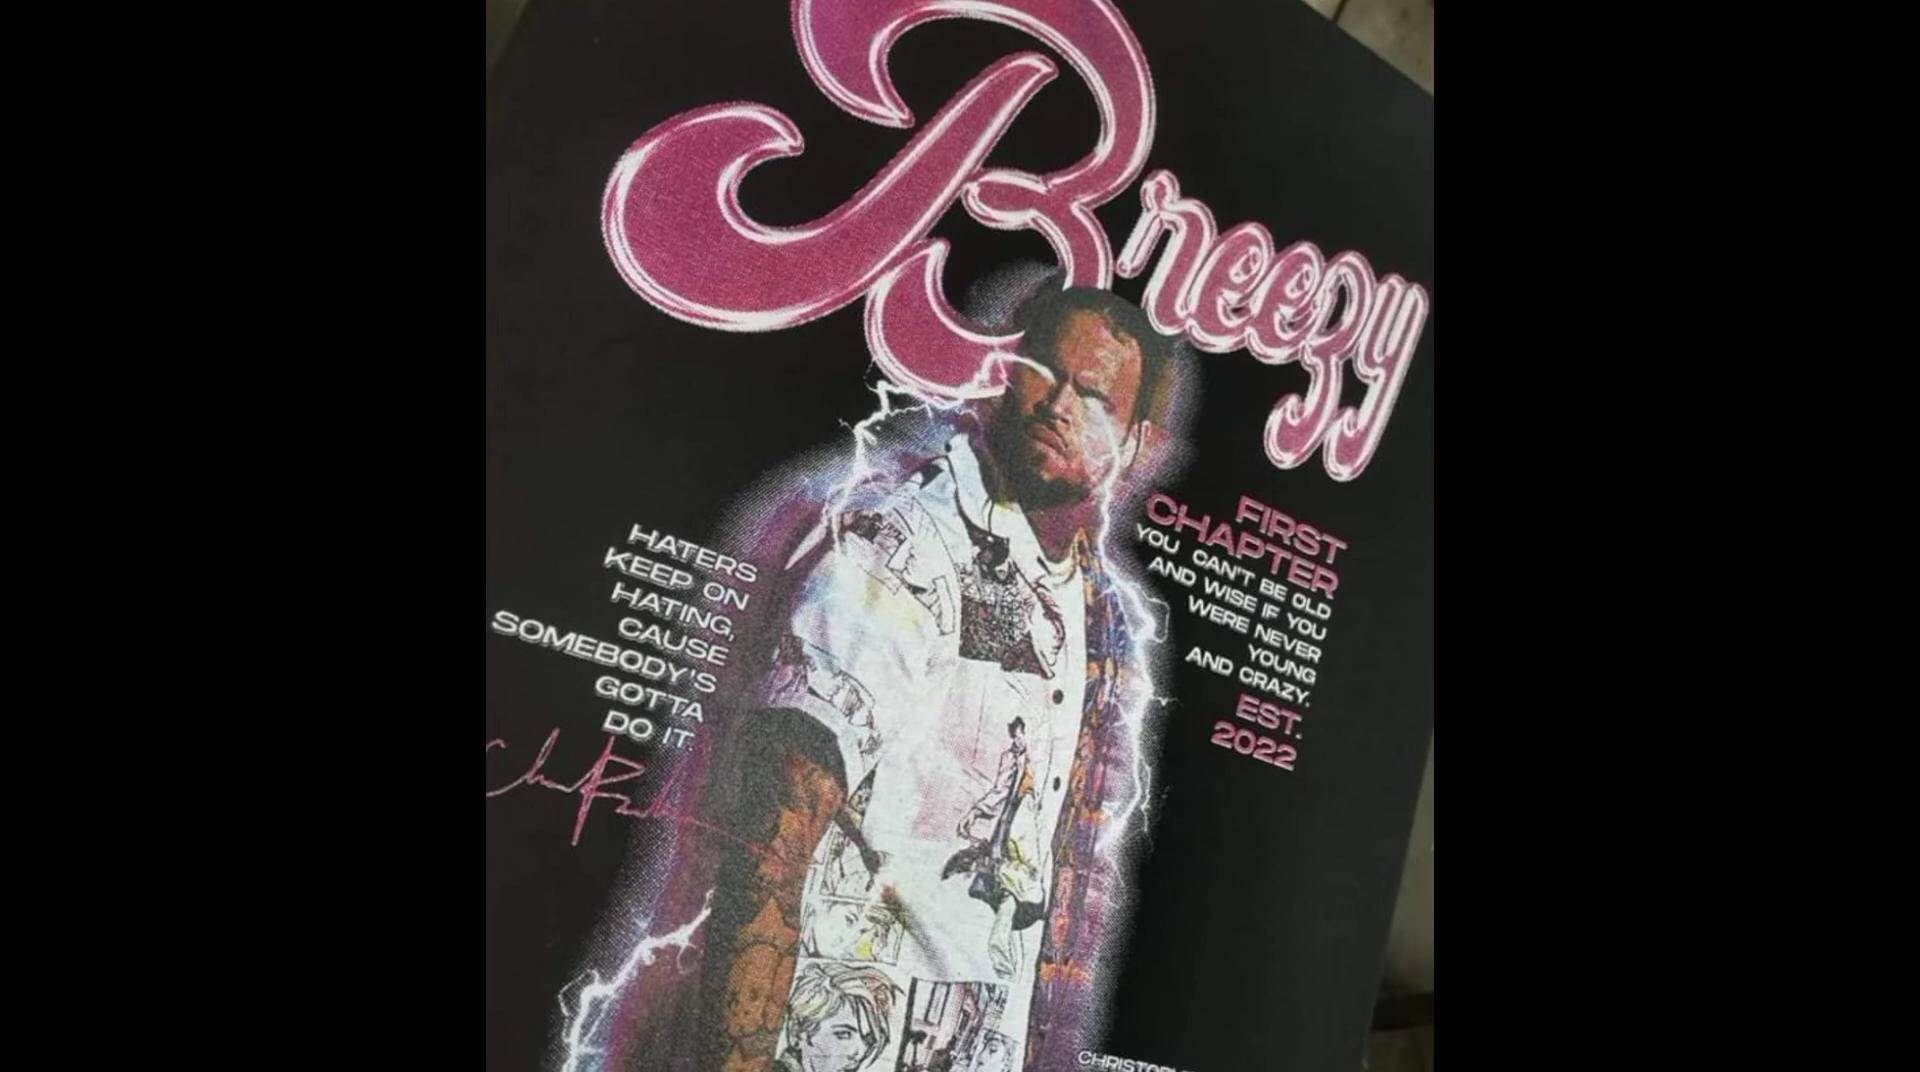 Breezy
HATERS
KEEP ON
HATING,
CAUSE
SOMEBODY'S
GOTTA
DO IT.
FIRST
CHAPTER
YOU CAN'T BE OLD
AND WISE IF YOU
WERE NEVER
YOUNG
AND CRAZY.
EST.
2022